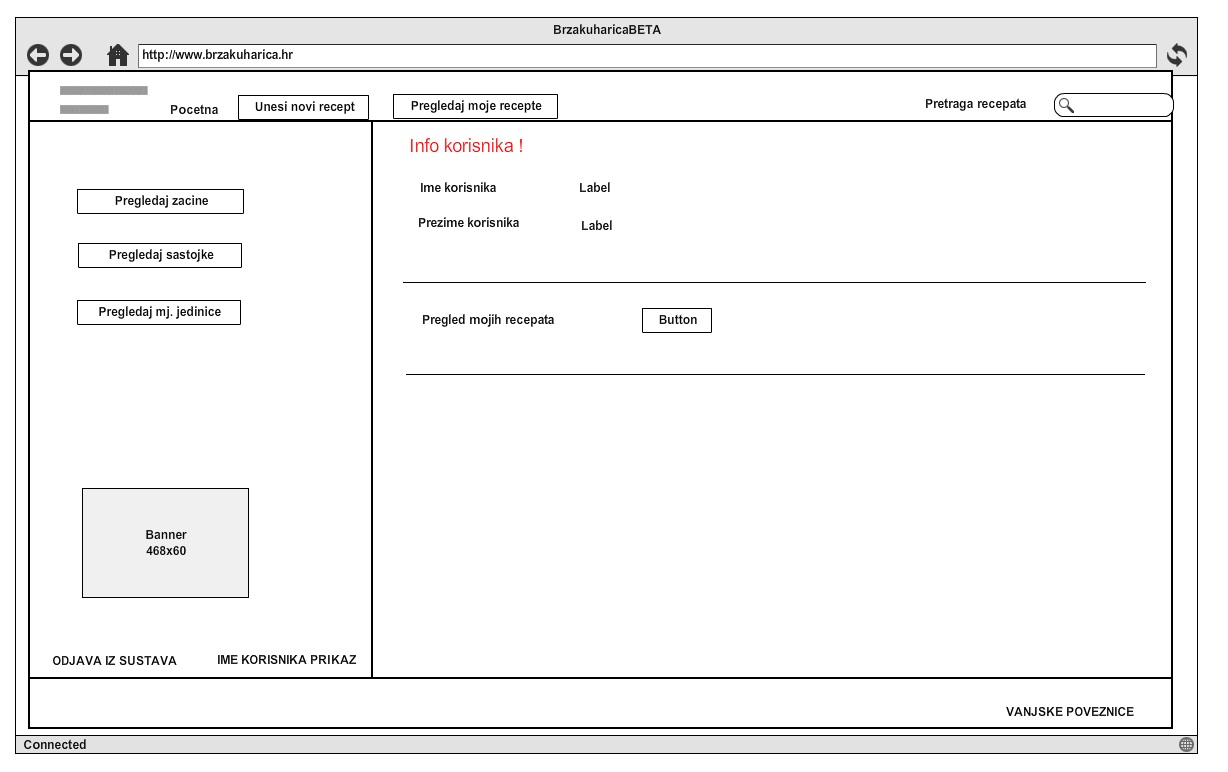 BrzakuharicaBETA
http://www.brzakuharica.hr
Pocetna
Unesi novi recept
Pregledaj moje recepte
Pretraga recepata
Pregledaj zacine
Pregledaj sastojke
Pregledaj mj. jedinice
Banner
468x60
ODJAVA IZ SUSTAVA
IME KORISNIKA PRIKAZ
Info korisnika !
Ime korisnika
Label
Prezime korisnika
Label
Pregled mojih recepata
Button
VANJSKE POVEZNICE
Connected